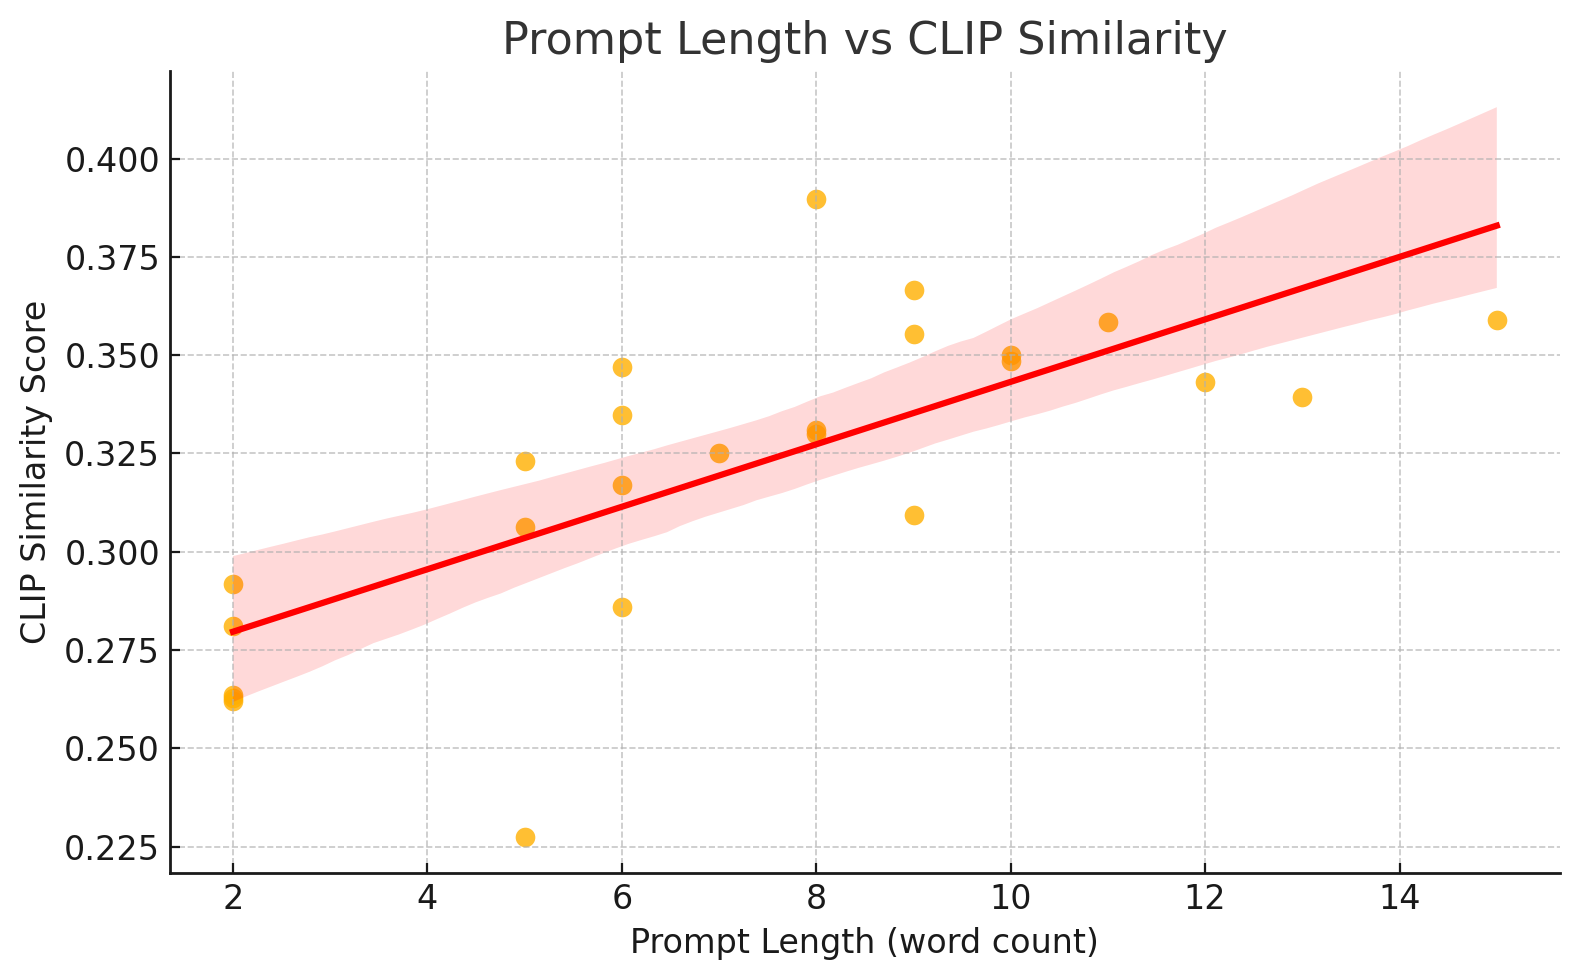 Prompt Length vs CLIP Similarity
CLIP Similarity Score
0.400
0.375
0.350
0.325
0.300
0.275
0.250
0.225
2 4 6 8 10 12 14
Prompt Length (word count)